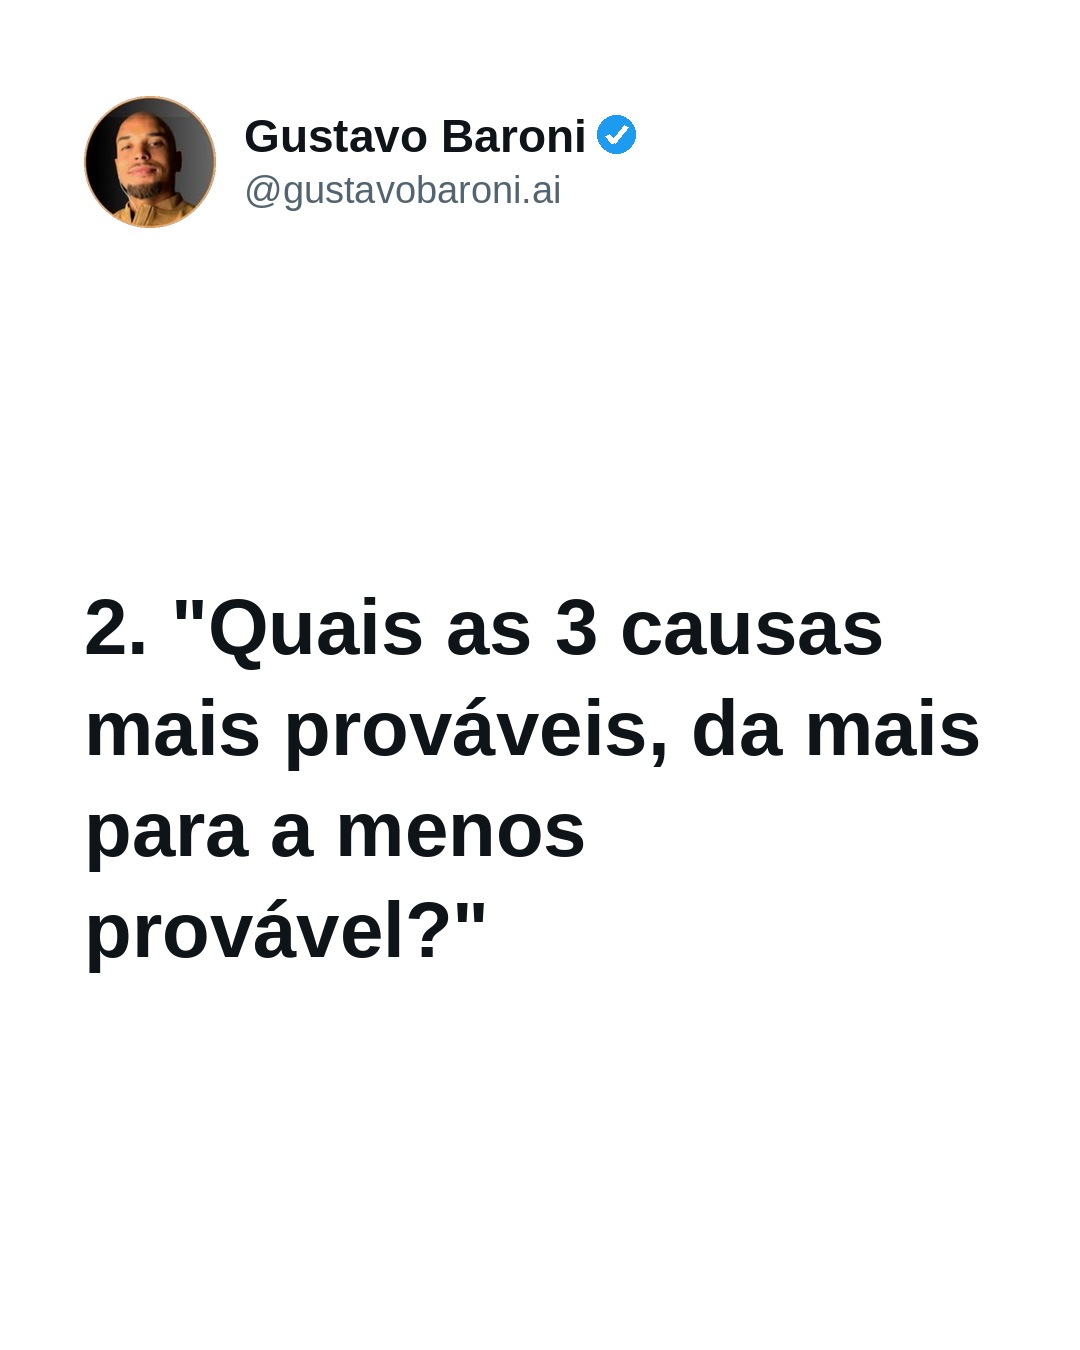 Gustavo Baroni
@gustavobaroni.ai
2. "Quais as 3 causas
mais prováveis, da mais
para a menos
provável?"